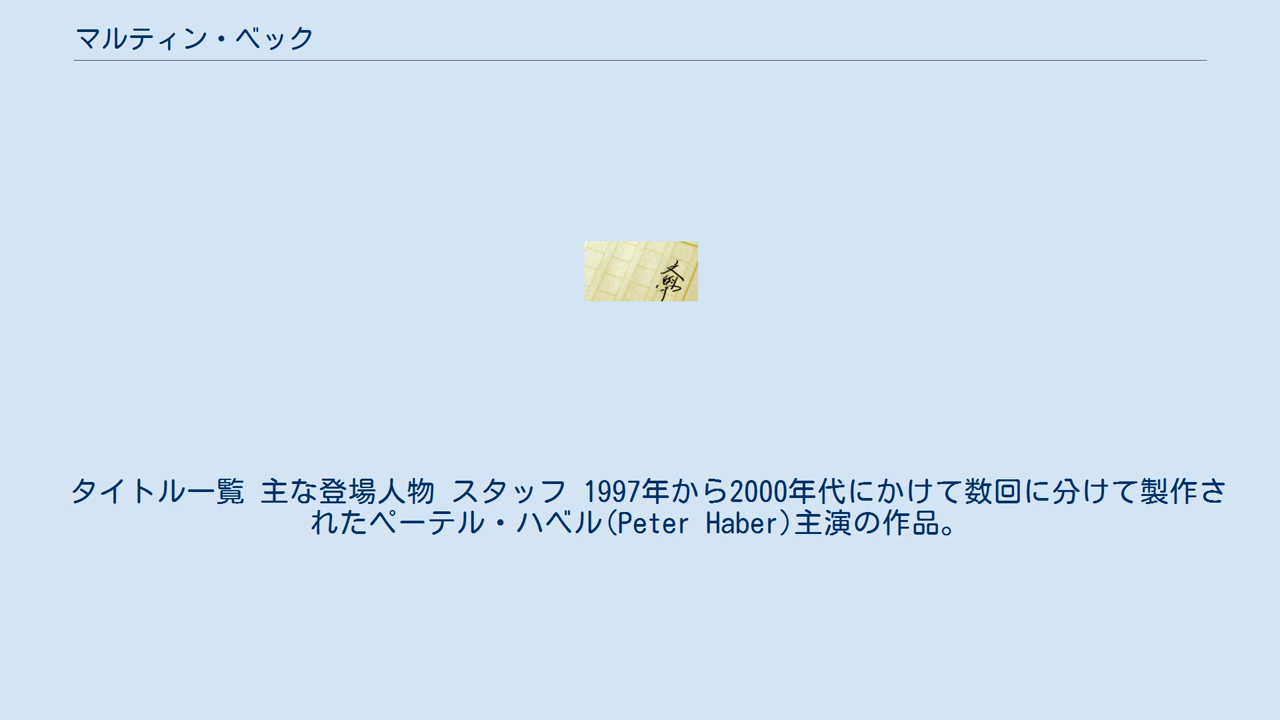 マルティン・ベック
タイトル一覧 主な登場人物 スタッフ 1997年から2000年代にかけて数回に分けて製作さ
れたペーテル・ハベル(Peter Haber)主演の作品。